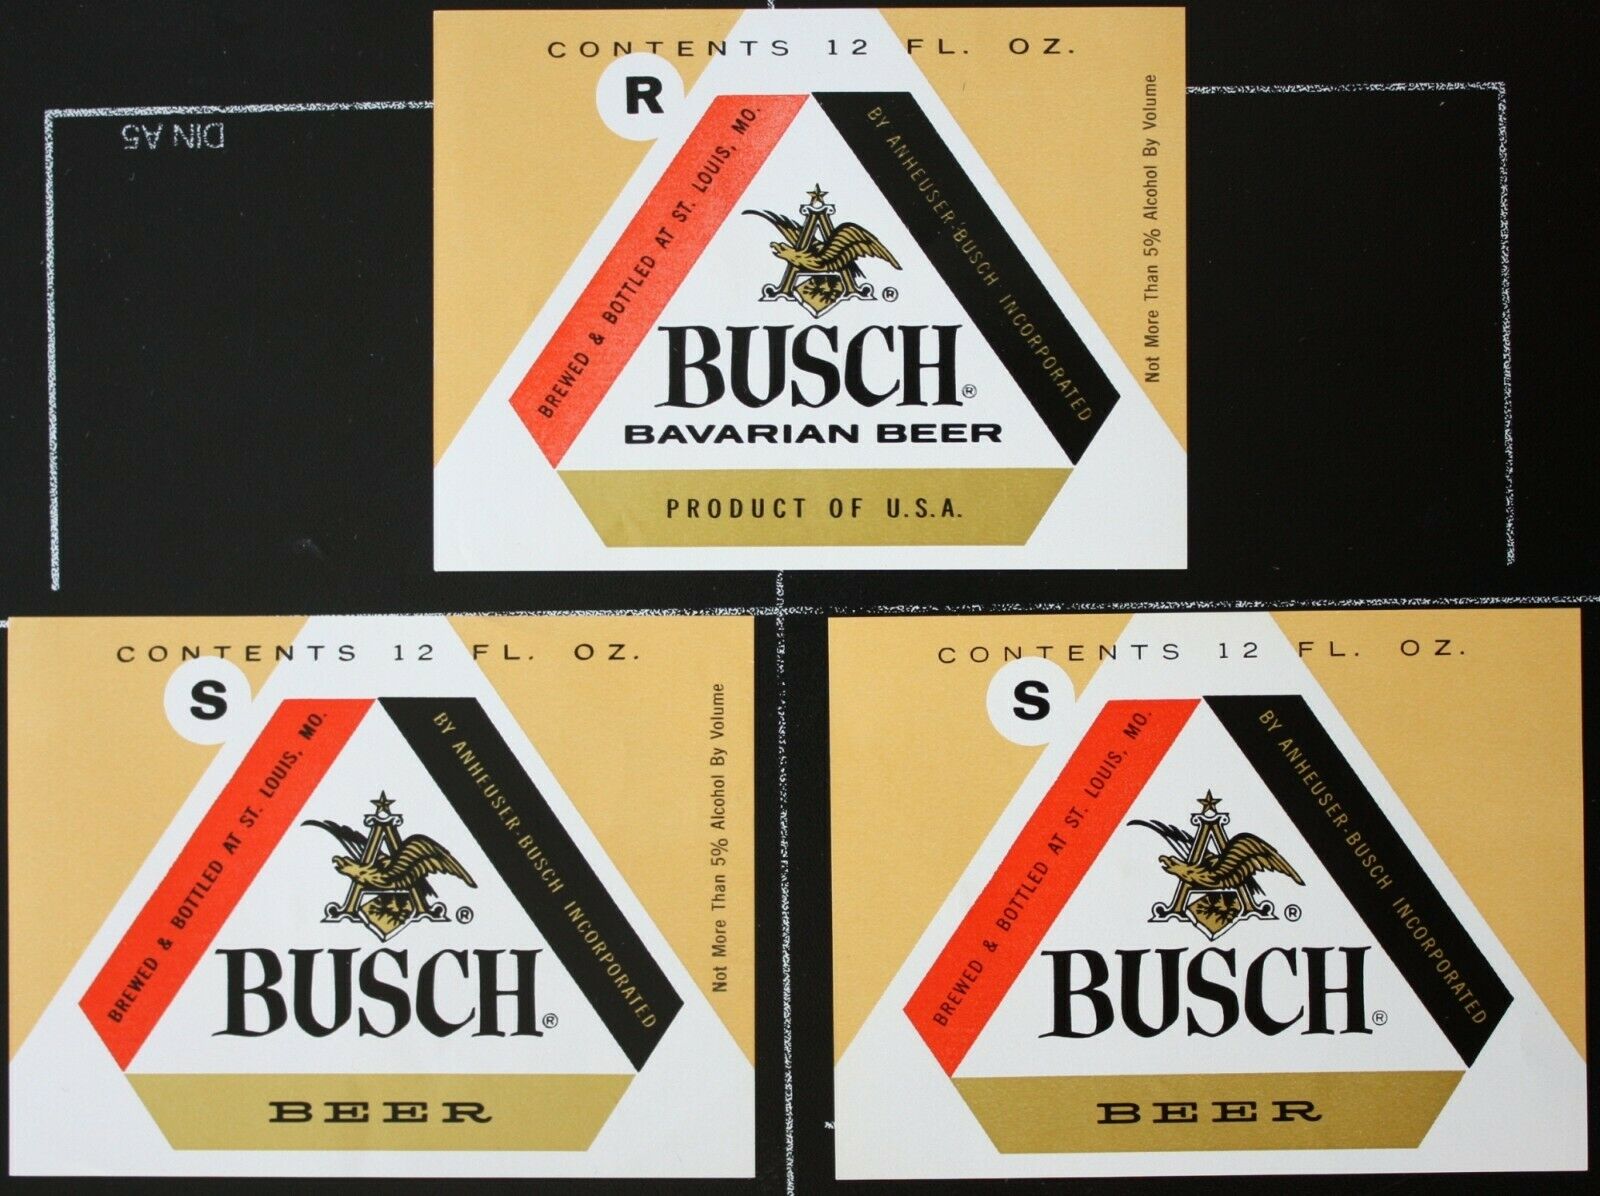 CONTENTS 12 FL. OZ.
R
BREWED & BOTTLED AT ST. LOUIS, MO.
BY ANHEUSER-BUSCH INCORPORATED
Not More Than 5% Alcohol By Volume
DIN A5
®
BUSCH®
BAVARIAN BEER
PRODUCT OF U.S.A.
CONTENTS 12 FL. OZ.
S
BREWED & BOTTLED AT ST. LOUIS, MO.
BY ANHEUSER-BUSCH INCORPORATED
Not More Than 5% Alcohol By Volume
®
BUSCH®
BEER
CONTENTS 12 FL. OZ.
S
BREWED & BOTTLED AT ST. LOUIS, MO.
BY ANHEUSER-BUSCH INCORPORATED
®
BUSCH®
BEER